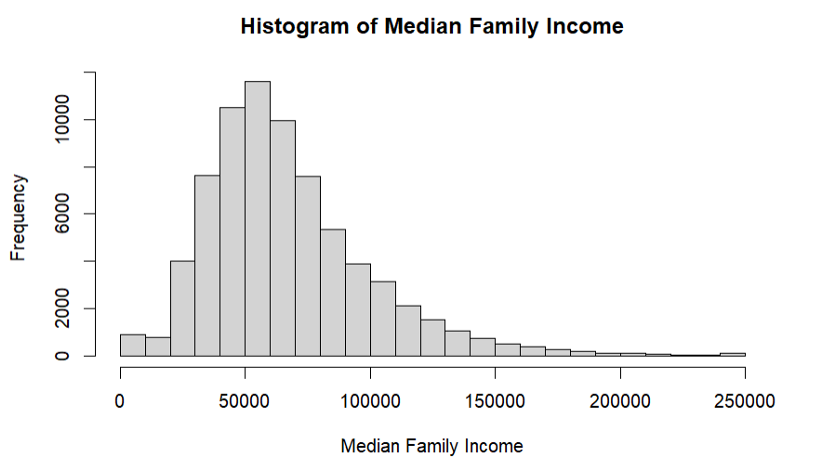 Histogram of Median Family Income
Frequency
10000
6000
2000
0
0 50000 100000 150000 200000 250000
Median Family Income